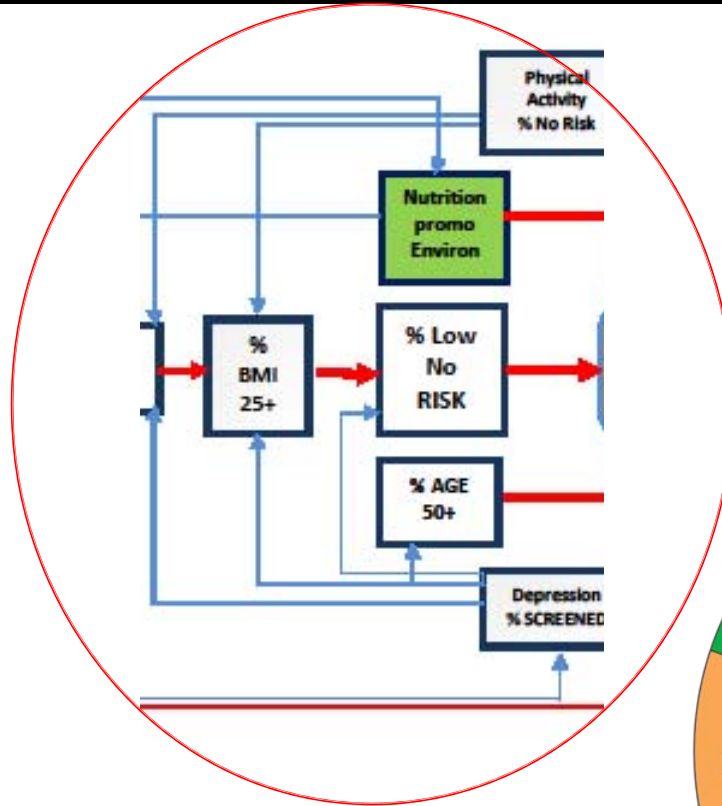 Physical
Activity
% No Risk
Nutrition
promo
Environ
%
BMI
25+
% Low
No
RISK
% AGE
50+
Depression
% SCREENED